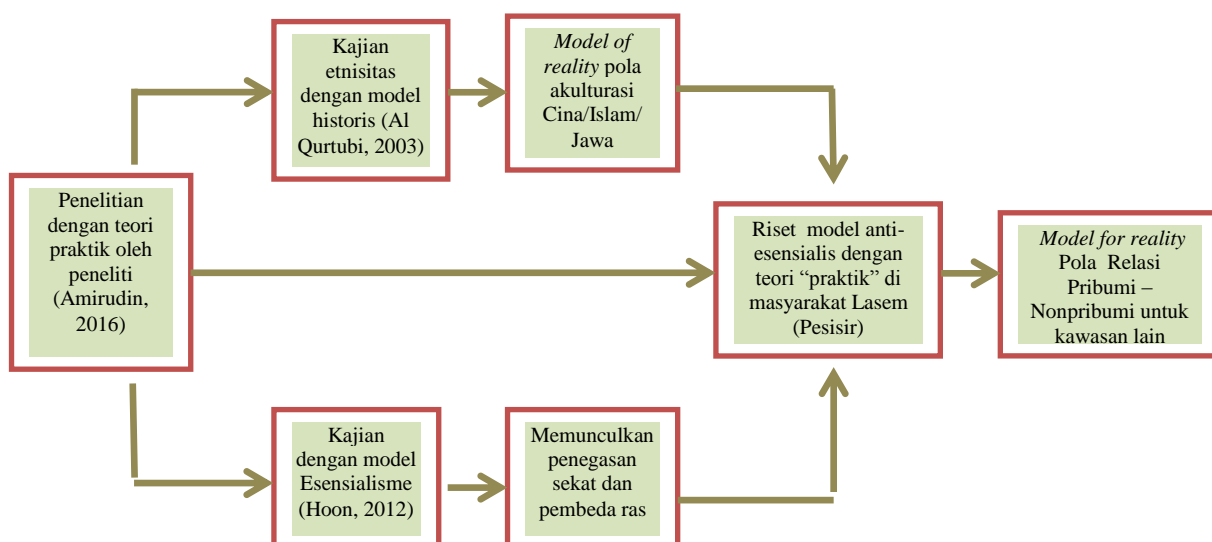 Penelitian
dengan teori
praktik oleh
peneliti
(Amirudin,
2016)
Kajian
etnisitas
dengan model
historis (Al
Qurtubi, 2003)
Model of
reality pola
akulturasi
Cina/Islam/
Jawa
Kajian
dengan model
Esensialisme
(Hoon, 2012)
Memunculkan
penegasan
sekat dan
pembeda ras
Riset model anti-
esensialis dengan
teori “praktik” di
masyarakat Lasem
(Pesisir)
Model for reality
Pola Relasi
Pribumi –
Nonpribumi untuk
kawasan lain